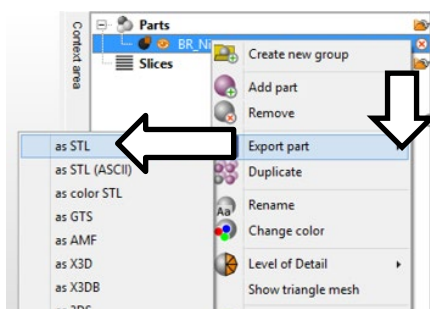 Context area
Parts
BR_Ni
Slices
Create new group
Add part
Remove
Export part
Duplicate
Rename
Change color
Level of Detail
Show triangle mesh
as STL
as STL (ASCII)
as color STL
as GTS
as AMF
as X3D
as X3DB